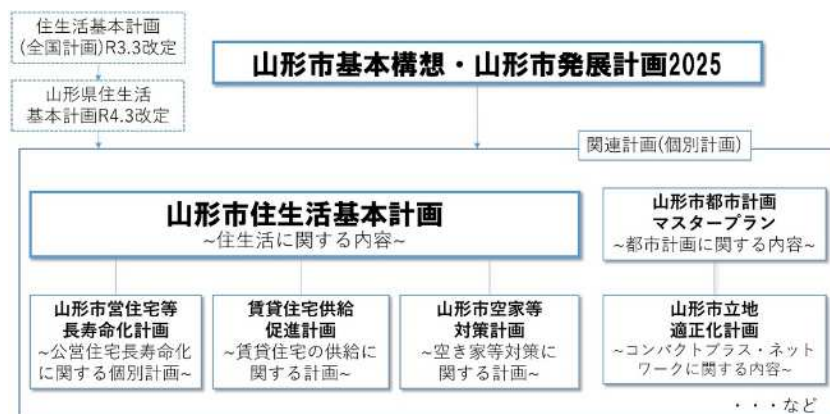 住生活基本計画
(全国計画)R3.3改定
山形市基本構想・山形市発展計画2025
山形県住生活
基本計画R4.3改定
関連計画(個別計画)
山形市住生活基本計画
~住生活に関する内容~
山形市都市計画
マスタープラン
~都市計画に関する内容~
山形市営住宅等
長寿命化計画
~公営住宅長寿命化
に関する個別計画~
賃貸住宅供給
促進計画
~賃貸住宅の供給に
関する計画~
山形市空家等
対策計画
~空き家等対策に
関する計画~
山形市立地
適正化計画
~コンパクトプラス・ネット
ワークに関する内容~
・・・など